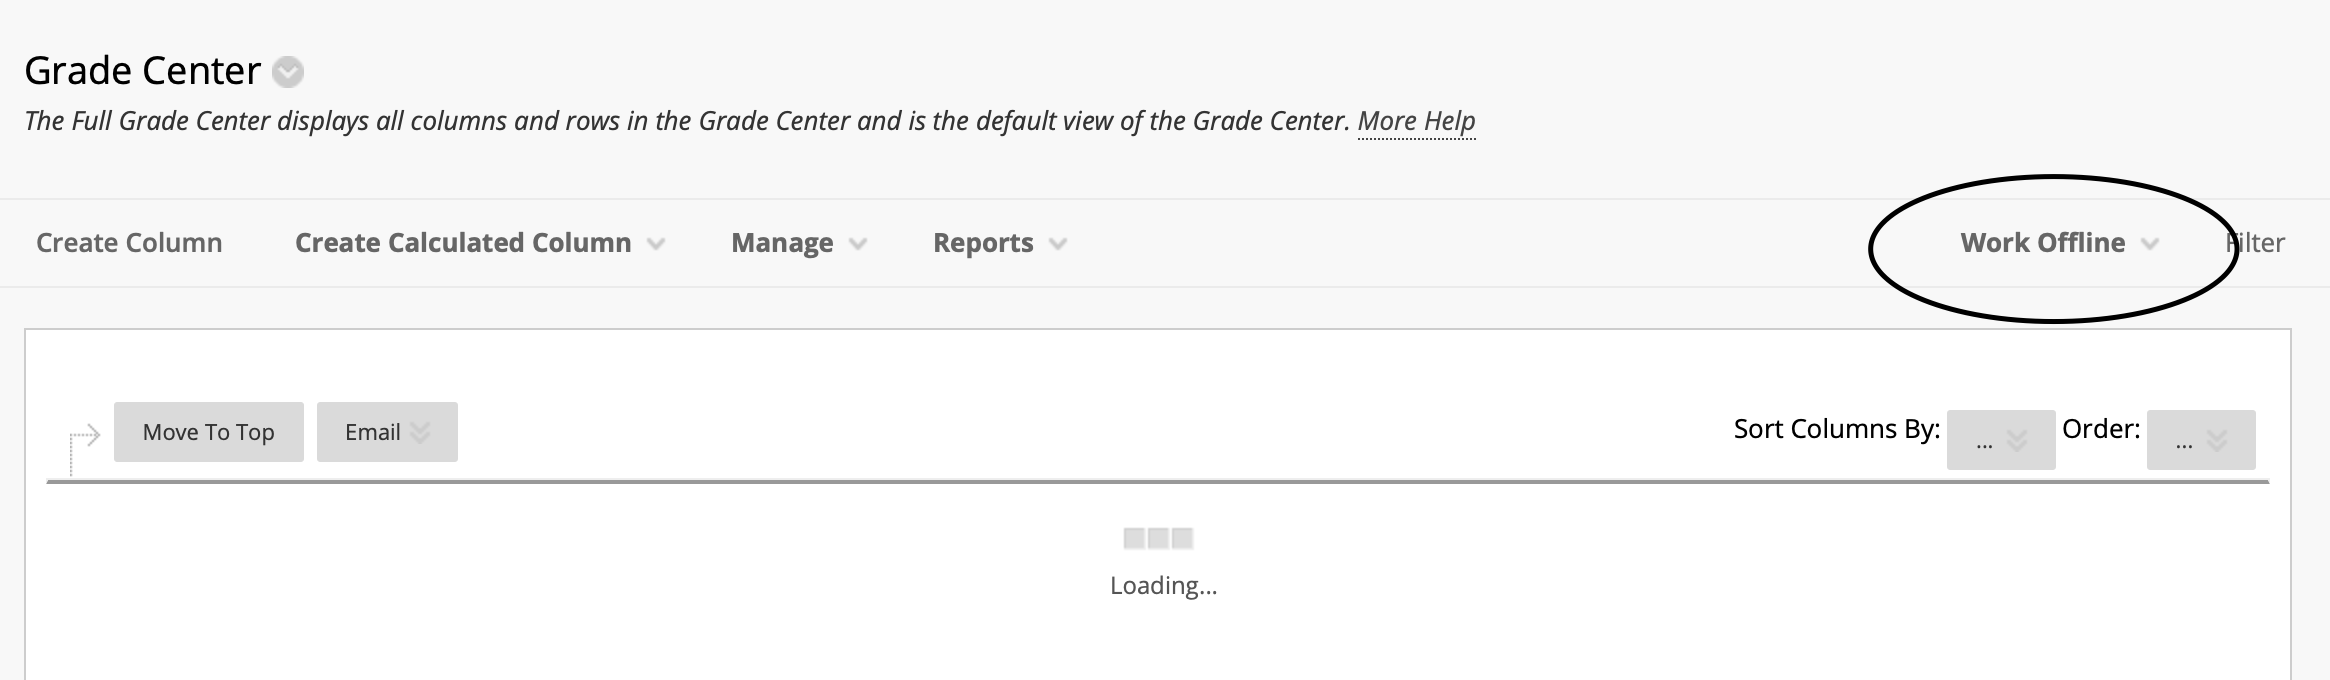 Grade Center
The Full Grade Center displays all columns and rows in the Grade Center and is the default view of the Grade Center. More Help
Create Column Create Calculated Column Manage Reports Work Offline Filter
Move To Top Email Sort Columns By: ... Order: ...
Loading...